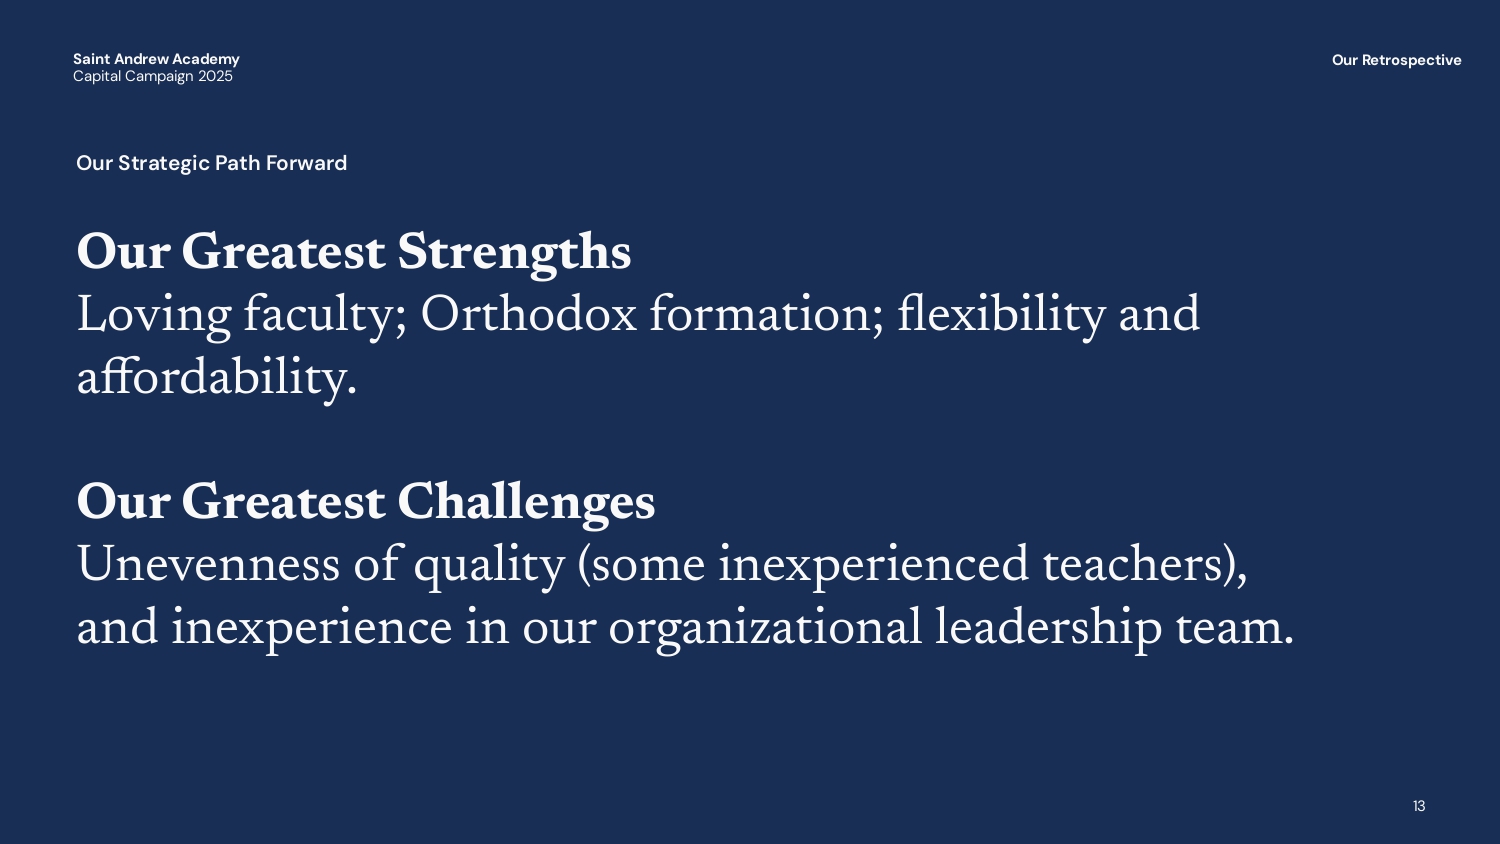 Saint Andrew Academy
Capital Campaign 2025
Our Retrospective
Our Strategic Path Forward
Our Greatest Strengths
Loving faculty; Orthodox formation; flexibility and
affordability.
Our Greatest Challenges
Unevenness of quality (some inexperienced teachers),
and inexperience in our organizational leadership team.
13